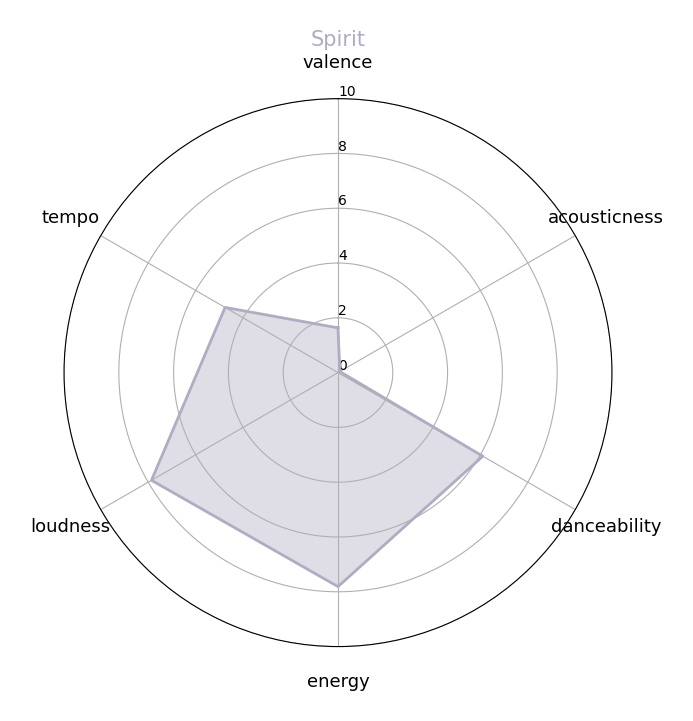 Spirit
valence
10
8
6
4
2
0
tempo
acousticness
loudness
danceability
energy